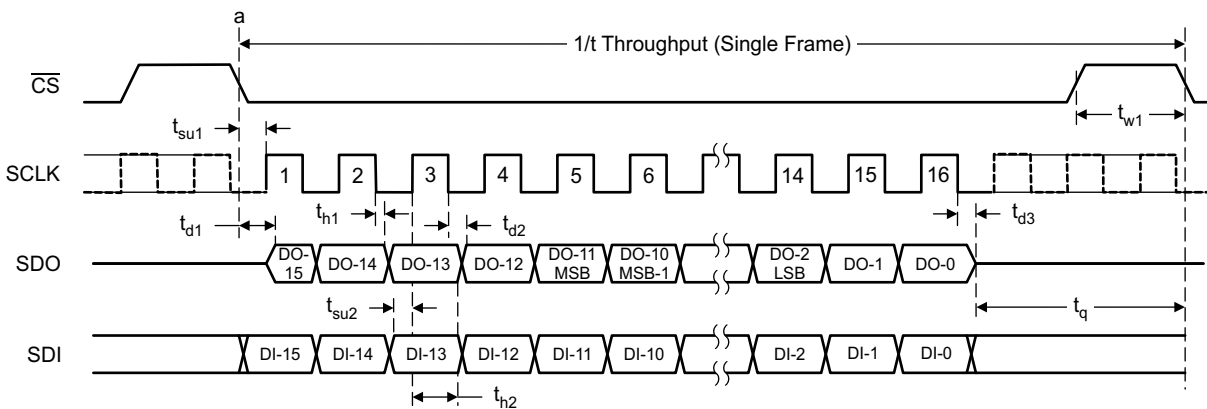 a
1/t Throughput (Single Frame)
CS
t_su1
t_w1
SCLK
1 2 3 4 5 6 14 15 16
t_d1
t_h1
t_d2
t_d3
SDO
DO-15 DO-14 DO-13 DO-12 DO-11 MSB DO-10 MSB-1 DO-2 LSB DO-1 DO-0
t_su2
t_q
SDI
DI-15 DI-14 DI-13 DI-12 DI-11 DI-10 DI-2 DI-1 DI-0
t_h2